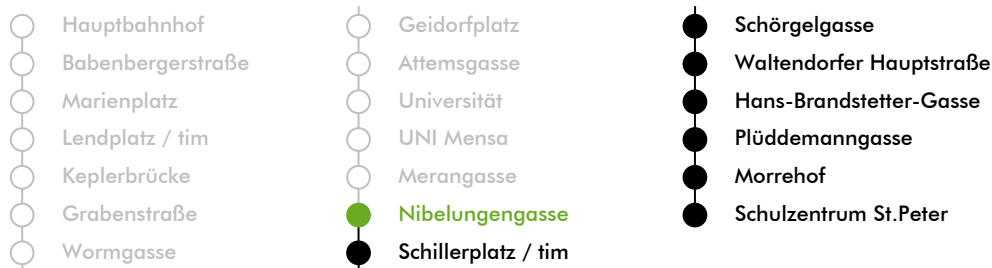 Hauptbahnhof
Babenbergerstraße
Marienplatz
Lendplatz / tim
Keplerbrücke
Grabenstraße
Wormgasse
Geidorfplatz
Attemsgasse
Universität
UNI Mensa
Merangasse
Nibelungengasse
Schillerplatz / tim
Schörgelgasse
Waltendorfer Hauptstraße
Hans-Brandstetter-Gasse
Plüddemanngasse
Morrehof
Schulzentrum St.Peter